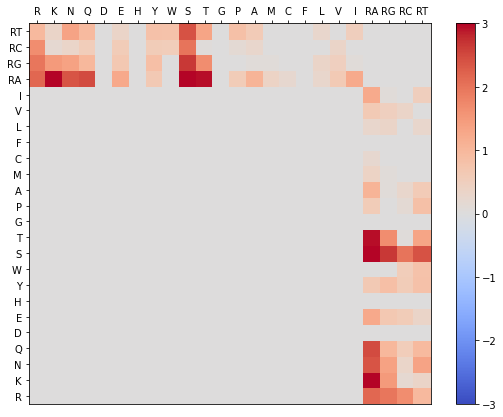 R K N Q D E H Y W S T G P A M C F L V I RA RG RC RT
RT
RC
RG
RA
I
V
L
F
C
M
A
P
G
T
S
W
Y
H
E
D
Q
N
K
R
3
2
1
0
−1
−2
−3